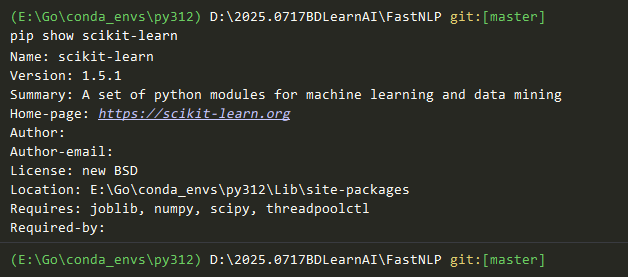 (E:\Go\conda_envs\py312) D:\2025.0717BDLearnAI\FastNLP git:[master]
pip show scikit-learn
Name: scikit-learn
Version: 1.5.1
Summary: A set of python modules for machine learning and data mining
Home-page: https://scikit-learn.org
Author:
Author-email:
License: new BSD
Location: E:\Go\conda_envs\py312\Lib\site-packages
Requires: joblib, numpy, scipy, threadpoolctl
Required-by:
(E:\Go\conda_envs\py312) D:\2025.0717BDLearnAI\FastNLP git:[master]